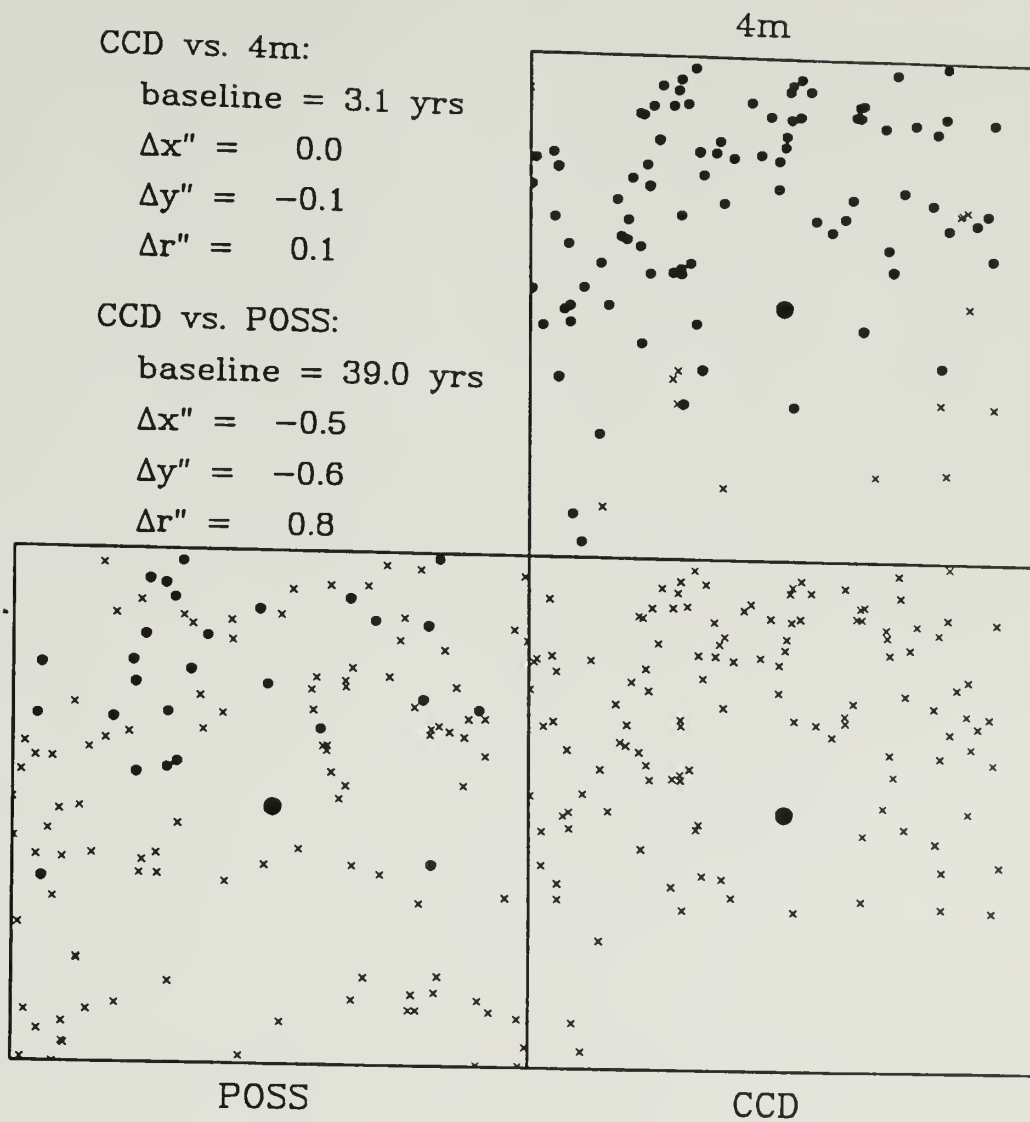 4m
CCD vs. 4m:
baseline = 3.1 yrs
Δx" = 0.0
Δy" = −0.1
Δr" = 0.1
CCD vs. POSS:
baseline = 39.0 yrs
Δx" = −0.5
Δy" = −0.6
Δr" = 0.8
POSS
CCD